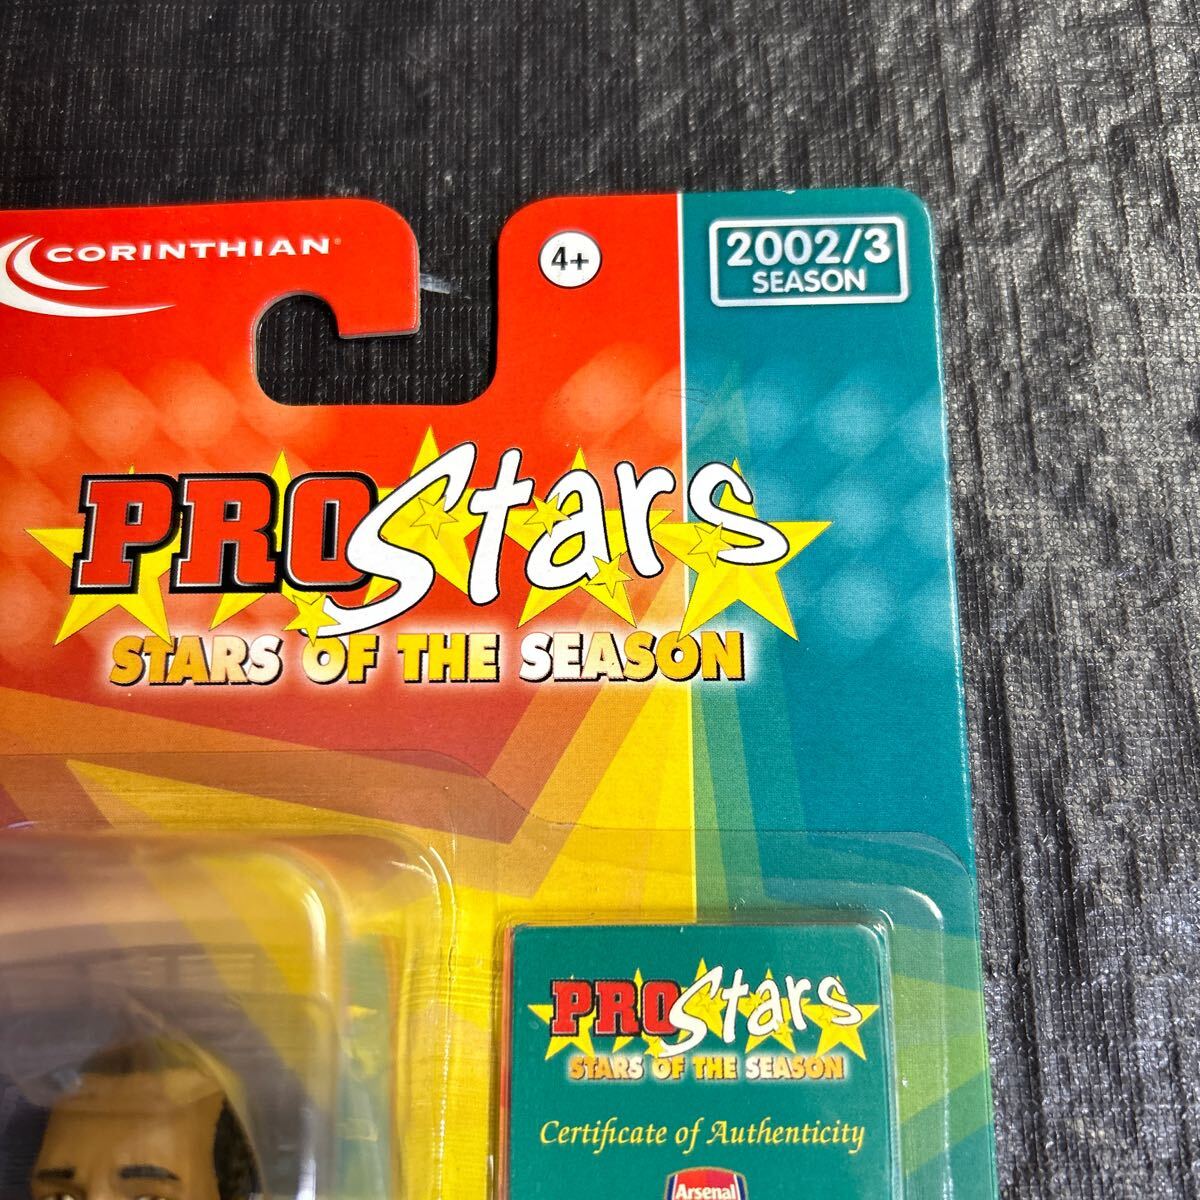 CORINTHIAN
4+
2002/3
SEASON
PROStars
STARS OF THE SEASON
PROStars
STARS OF THE SEASON
Certificate of Authenticity
Arsenal